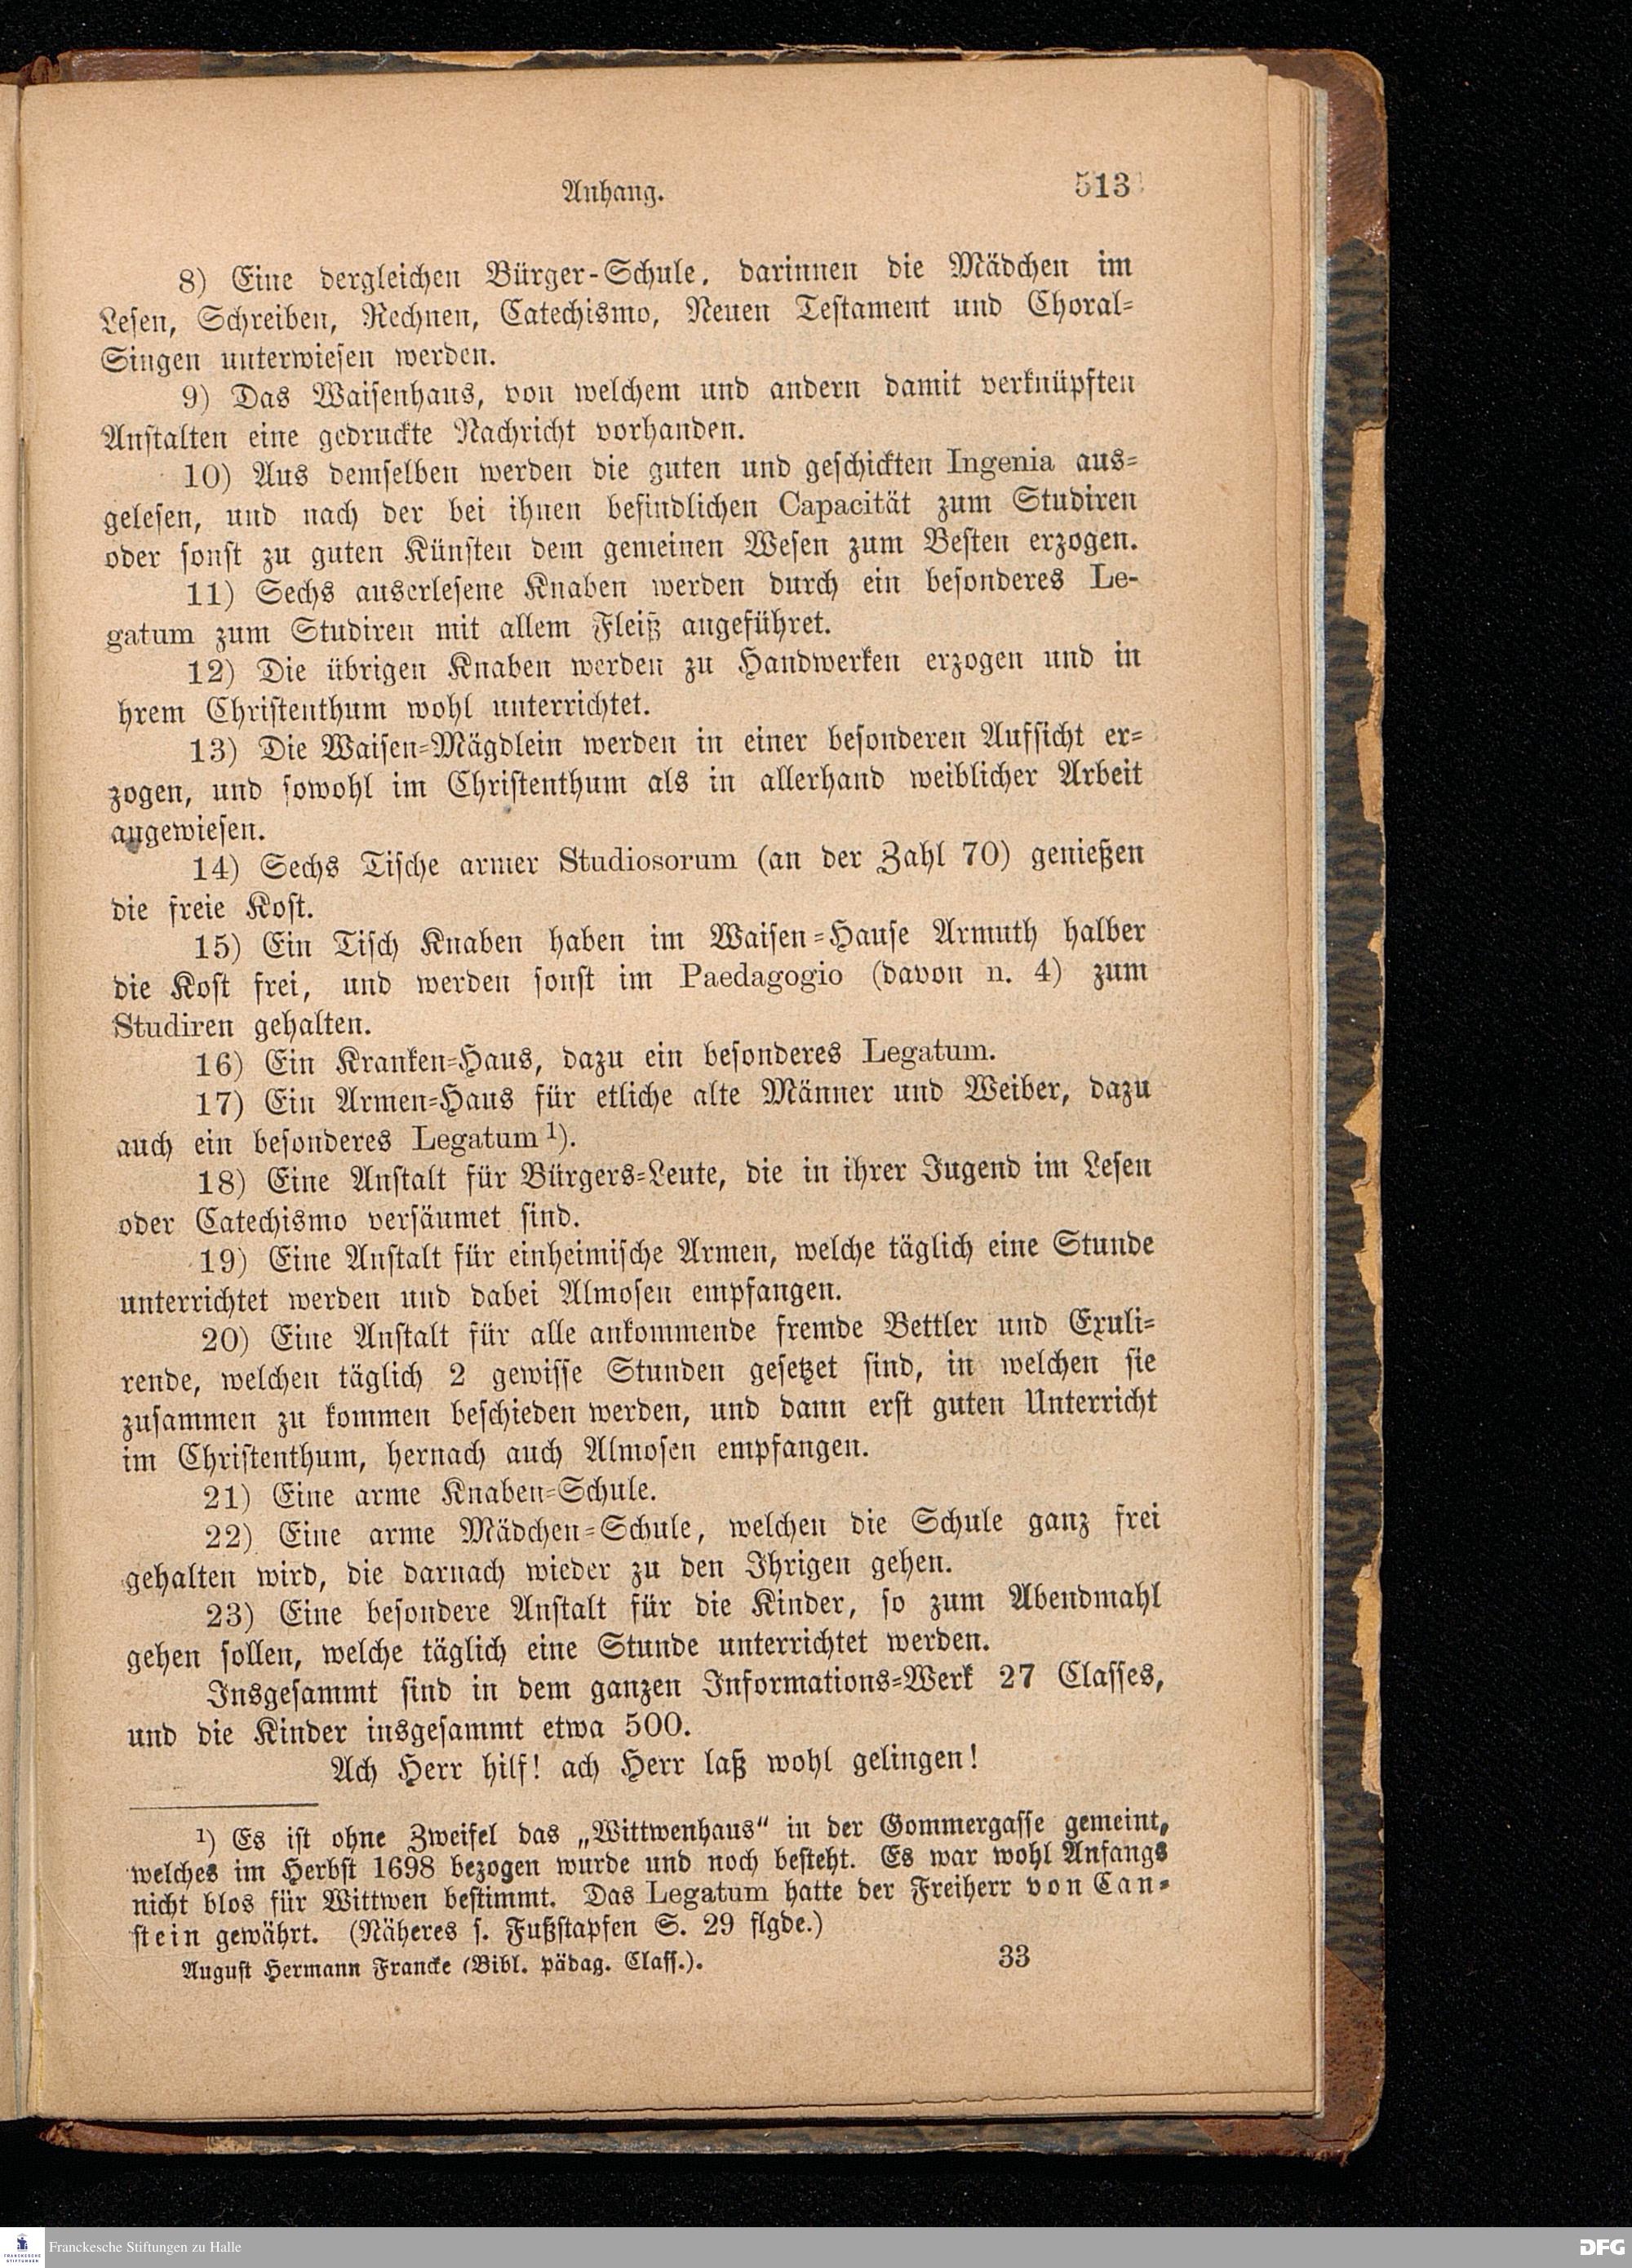 Anhang.
513
8) Eine dergleichen Bürger-Schule, darinnen die Mädchen im
Lesen, Schreiben, Rechnen, Catechismo, Neuen Testament und Choral-
Singen unterwiesen werden.
9) Das Waisenhaus, von welchem und andern damit verknüpften
Anstalten eine gedruckte Nachricht vorhanden.
10) Aus demselben werden die guten und geschickten Ingenia aus-
gelesen, und nach der bei ihnen befindlichen Capacität zum Studiren
oder sonst zu guten Künsten dem gemeinen Wesen zum Besten erzogen.
11) Sechs auserlesene Knaben werden durch ein besonderes Le-
gatum zum Studiren mit allem Fleiß angeführet.
12) Die übrigen Knaben werden zu Handwerken erzogen und in
hrem Christenthum wohl unterrichtet.
13) Die Waisen-Mägdlein werden in einer besonderen Aufsicht er-
zogen, und sowohl im Christenthum als in allerhand weiblicher Arbeit
angewiesen.
14) Sechs Tische armer Studiosorum (an der Zahl 70) genießen
die freie Kost.
15) Ein Tisch Knaben haben im Waisen-Hause Armuth halber
die Kost frei, und werden sonst im Paedagogio (davon n. 4) zum
Studiren gehalten.
16) Ein Kranken-Haus, dazu ein besonderes Legatum.
17) Ein Armen-Haus für etliche alte Männer und Weiber, dazu
auch ein besonderes Legatum ¹).
18) Eine Anstalt für Bürgers-Leute, die in ihrer Jugend im Lesen
oder Catechismo versäumet sind.
19) Eine Anstalt für einheimische Armen, welche täglich eine Stunde
unterrichtet werden und dabei Almosen empfangen.
20) Eine Anstalt für alle ankommende fremde Bettler und Exuli-
rende, welchen täglich 2 gewisse Stunden gesetzet sind, in welchen sie
zusammen zu kommen beschieden werden, und dann erst guten Unterricht
im Christenthum, hernach auch Almosen empfangen.
21) Eine arme Knaben-Schule.
22) Eine arme Mädchen-Schule, welchen die Schule ganz frei
gehalten wird, die darnach wieder zu den Ihrigen gehen.
23) Eine besondere Anstalt für die Kinder, so zum Abendmahl
gehen sollen, welche täglich eine Stunde unterrichtet werden.
Insgesammt sind in dem ganzen Informations-Werk 27 Classes,
und die Kinder insgesammt etwa 500.
Ach Herr hilf! ach Herr laß wohl gelingen!
¹) Es ist ohne Zweifel das „Wittwenhaus“ in der Gommergasse gemeint,
welches im Herbst 1698 bezogen wurde und noch besteht. Es war wohl Anfangs
nicht blos für Wittwen bestimmt. Das Legatum hatte der Freiherr von Can-
stein gewährt. (Näheres s. Fußstapfen S. 29 flgde.)
August Hermann Francke (Bibl. pädag. Class.).
33
FRANCKESCHE
STIFTUNGEN
Franckesche Stiftungen zu Halle
DFG